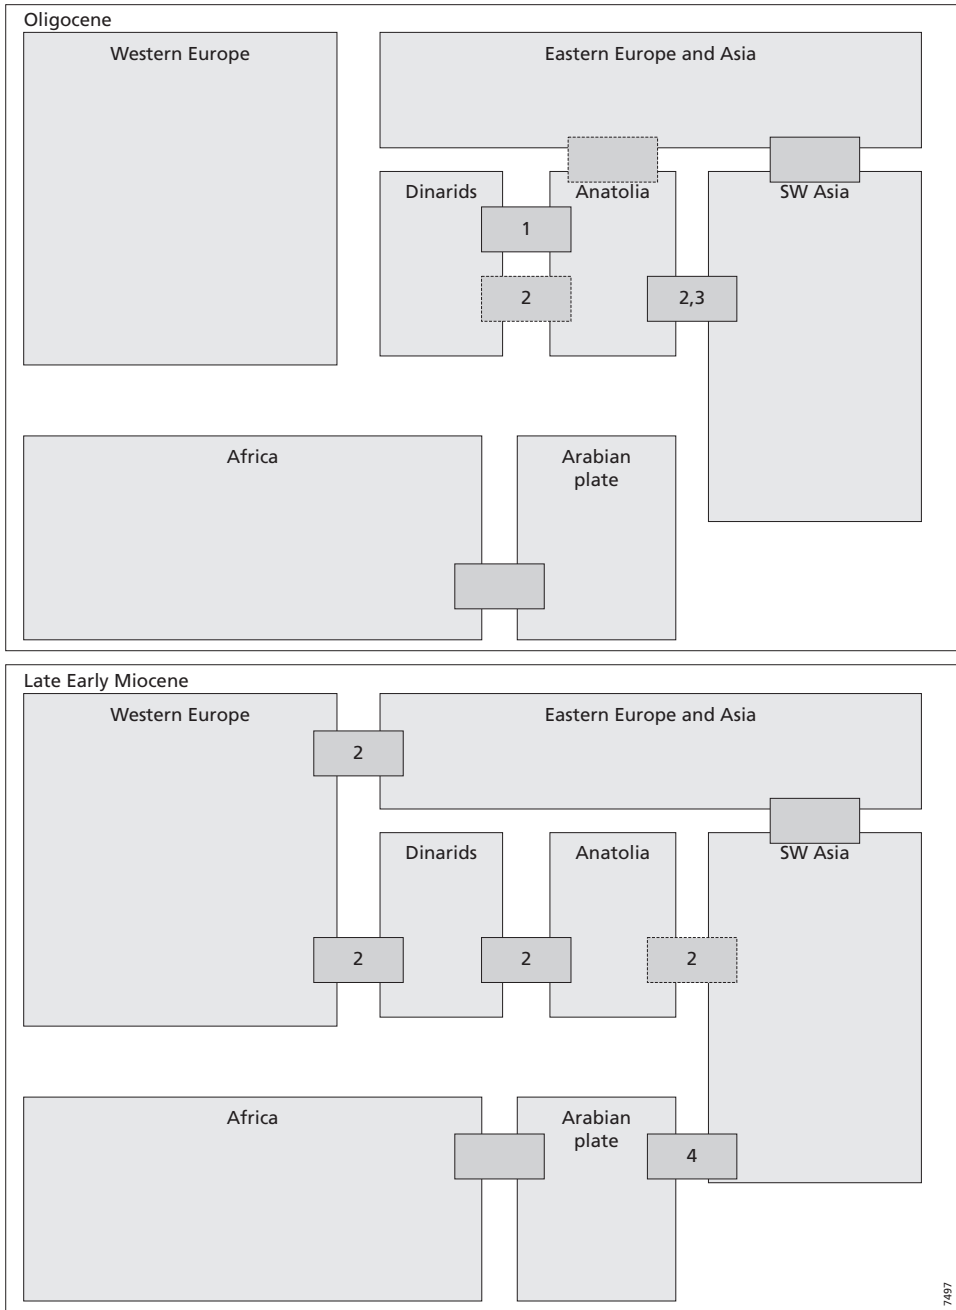 Oligocene
Western Europe
Eastern Europe and Asia
Dinarids
Anatolia
SW Asia
1
2
2,3
Africa
Arabian
plate
Late Early Miocene
Western Europe
Eastern Europe and Asia
2
Dinarids
Anatolia
SW Asia
2
2
2
Africa
Arabian
plate
4
7497